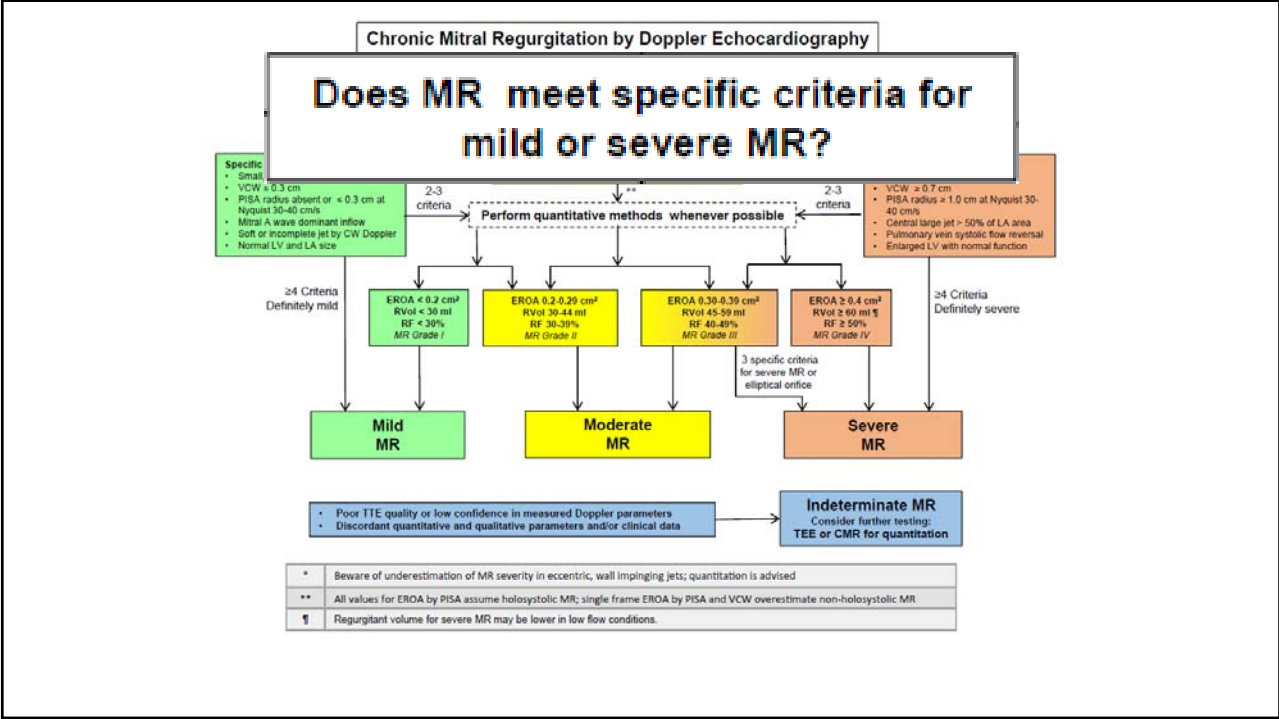 Chronic Mitral Regurgitation by Doppler Echocardiography
Does MR meet specific criteria for
mild or severe MR?
Specific
• Small,
• VCW ≤ 0.3 cm
• PISA radius absent or ≤ 0.3 cm at
Nyquist 30-40 cm/s
• Mitral A wave dominant inflow
• Soft or incomplete jet by CW Doppler
• Normal LV and LA size
2-3
criteria
**
Perform quantitative methods whenever possible
2-3
criteria
• VCW ≥ 0.7 cm
• PISA radius ≥ 1.0 cm at Nyquist 30-
40 cm/s
• Central large jet > 50% of LA area
• Pulmonary vein systolic flow reversal
• Enlarged LV with normal function
≥4 Criteria
Definitely mild
EROA < 0.2 cm²
RVol < 30 ml
RF < 30%
MR Grade I
EROA 0.2-0.29 cm²
RVol 30-44 ml
RF 30-39%
MR Grade II
EROA 0.30-0.39 cm²
RVol 45-59 ml
RF 40-49%
MR Grade III
EROA ≥ 0.4 cm²
RVol ≥ 60 ml ¶
RF ≥ 50%
MR Grade IV
≥4 Criteria
Definitely severe
3 specific criteria
for severe MR or
elliptical orifice
Mild
MR
Moderate
MR
Severe
MR
• Poor TTE quality or low confidence in measured Doppler parameters
• Discordant quantitative and qualitative parameters and/or clinical data
Indeterminate MR
Consider further testing:
TEE or CMR for quantitation
* Beware of underestimation of MR severity in eccentric, wall impinging jets; quantitation is advised
** All values for EROA by PISA assume holosystolic MR; single frame EROA by PISA and VCW overestimate non-holosystolic MR
¶ Regurgitant volume for severe MR may be lower in low flow conditions.